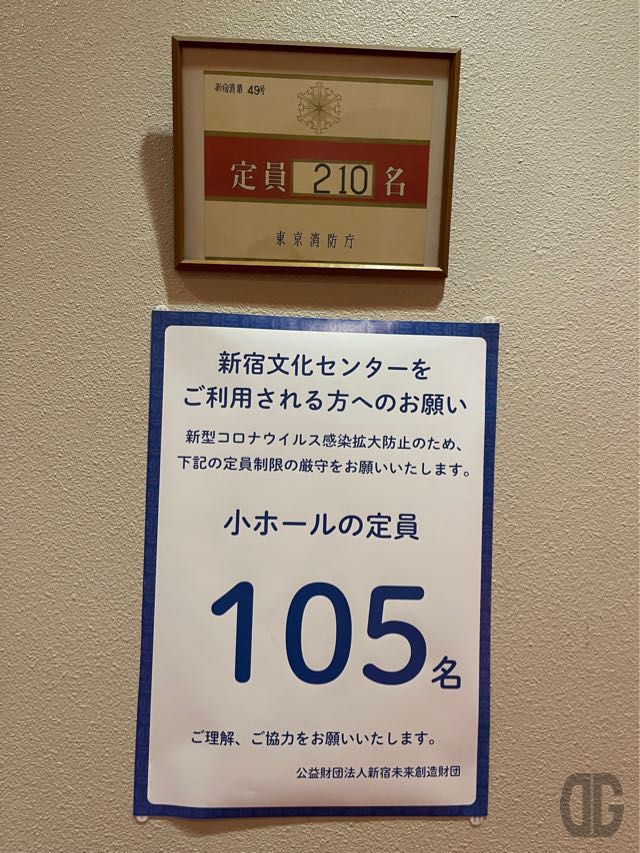 新宿消第 49号
定員 210 名
東京消防庁
新宿文化センターを
ご利用される方へのお願い
新型コロナウイルス感染拡大防止のため、
下記の定員制限の厳守をお願いいたします。
小ホールの定員
105名
ご理解、ご協力をお願いいたします。
公益財団法人新宿未来創造財団
DG